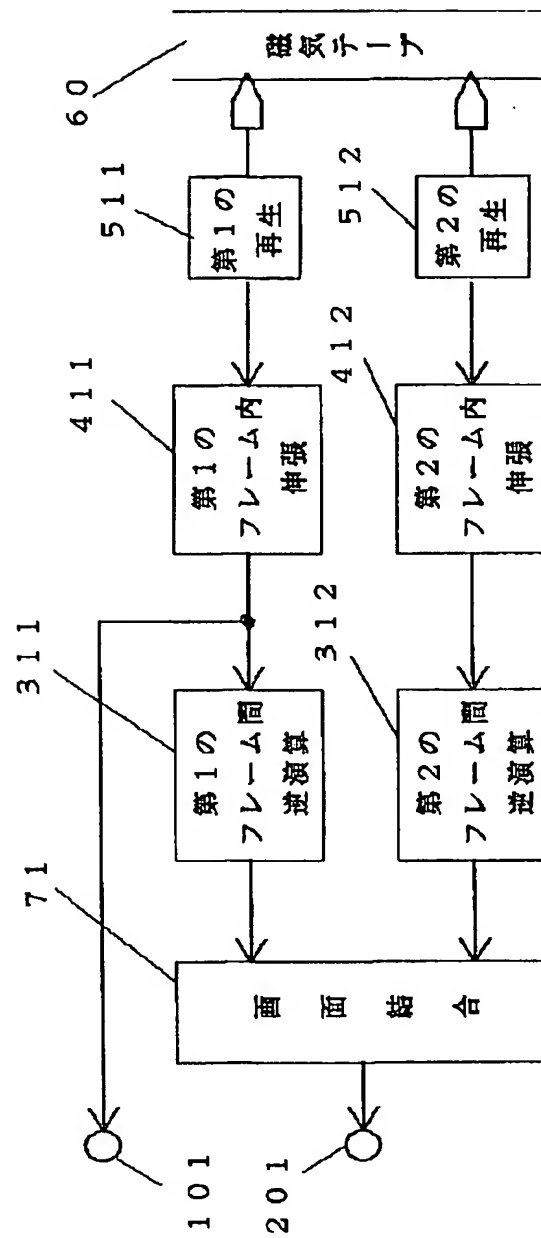 60
磁気テープ
511
第1の
再生
512
第2の
再生
411
第1の
フレーム内
伸張
412
第2の
フレーム内
伸張
311
第1の
フレーム間
逆演算
312
第2の
フレーム間
逆演算
71
画面結合
101
201